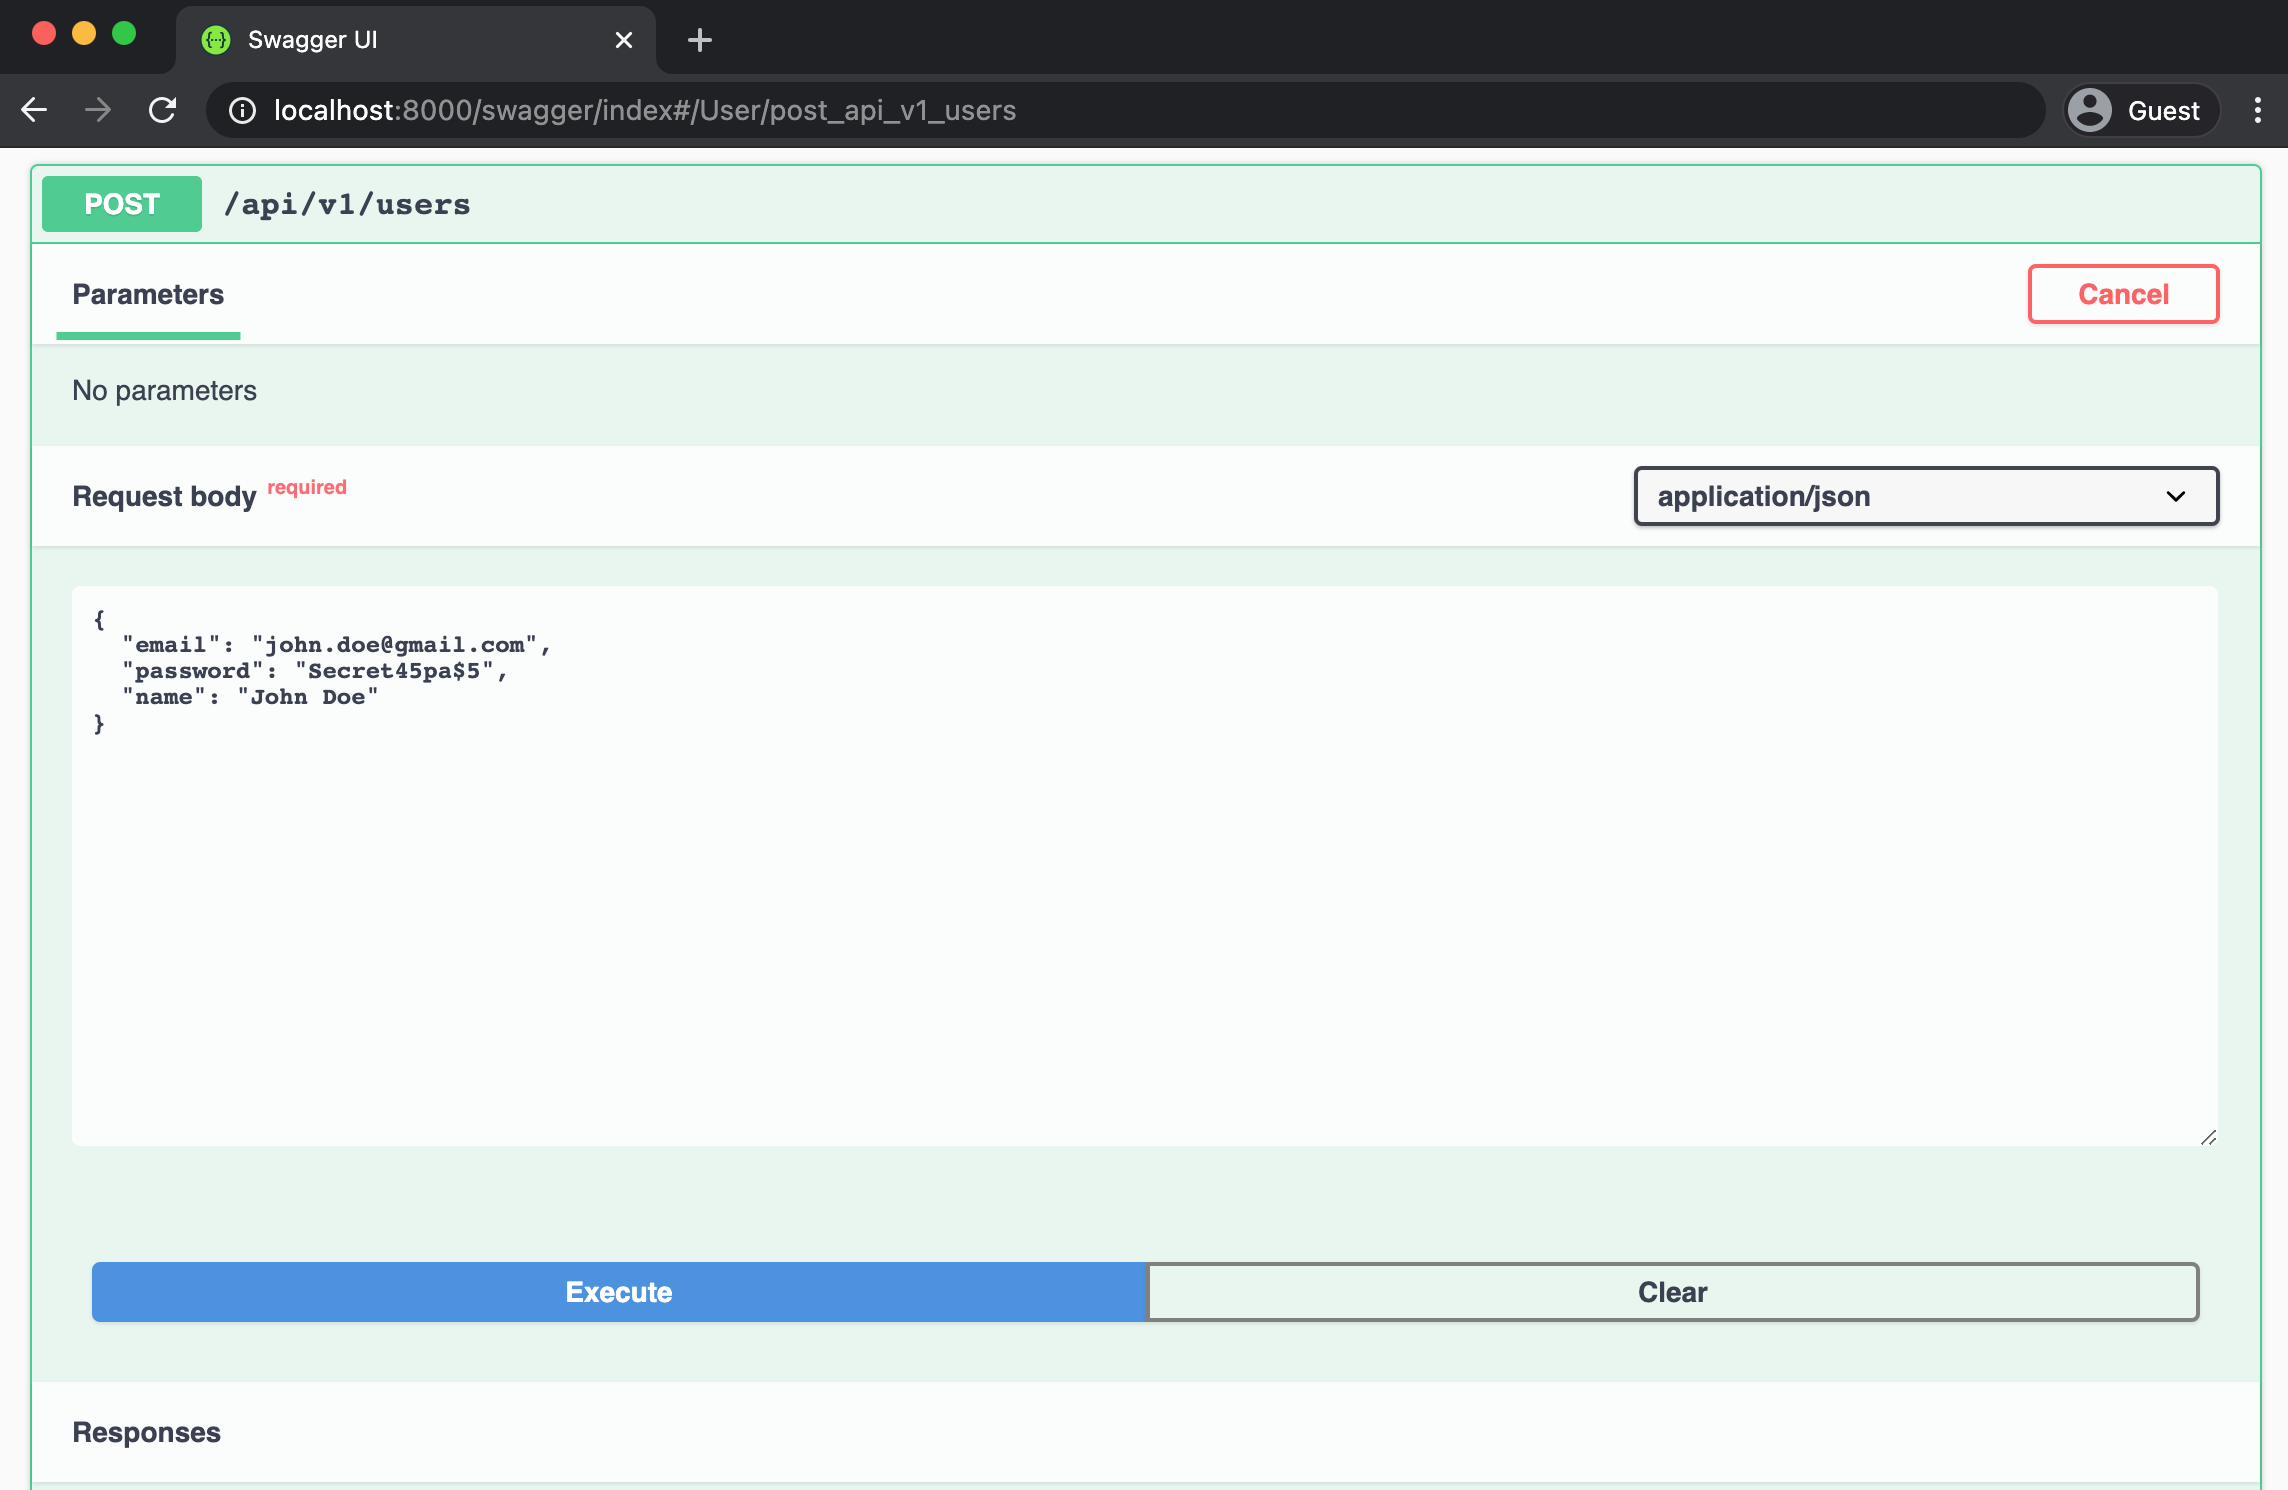 Swagger UI
localhost:8000/swagger/index#/User/post_api_v1_users
Guest
POST /api/v1/users
Parameters
Cancel
No parameters
Request body required
application/json
{
  "email": "john.doe@gmail.com",
  "password": "Secret45pa$5",
  "name": "John Doe"
}
Execute
Clear
Responses